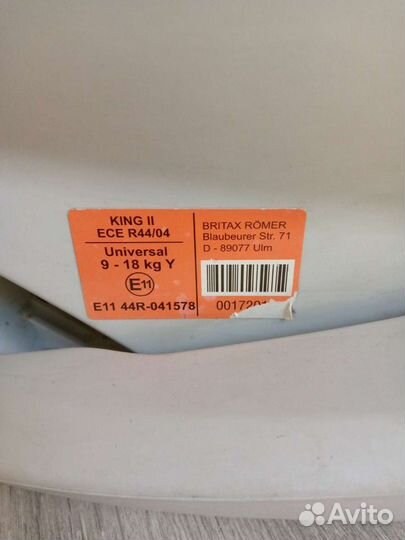 KING II
ECE R44/04
Universal
9 - 18 kg Y
E11
E11 44R-041578
BRITAX RÖMER
Blaubeurer Str. 71
D - 89077 Ulm
Avito